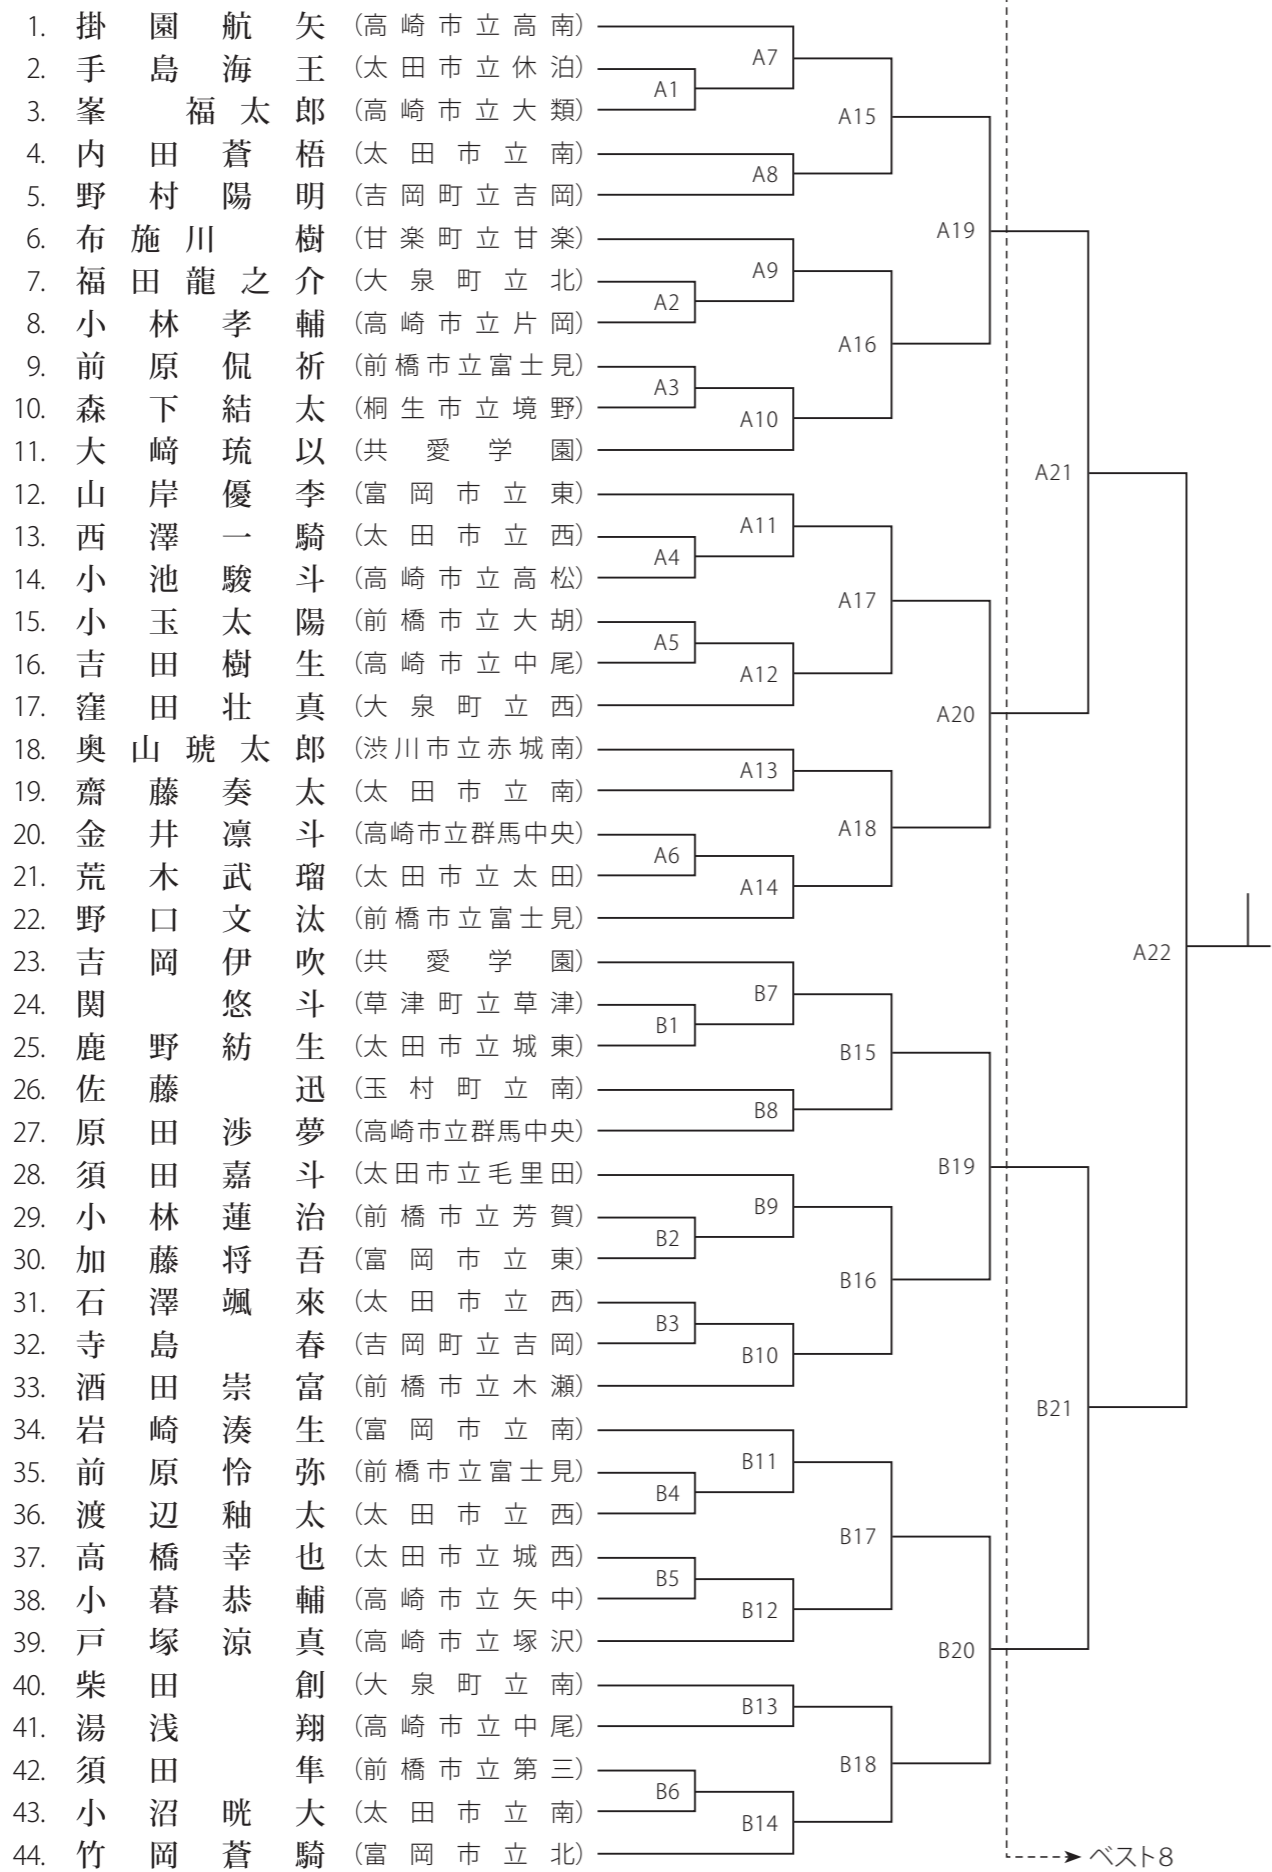 1. 掛園航矢 (高崎市立高南)
2. 手島海王 (太田市立休泊)
3. 峯福太郎 (高崎市立大類)
4. 内田蒼梧 (太田市立南)
5. 野村陽明 (吉岡町立吉岡)
6. 布施川樹 (甘楽町立甘楽)
7. 福田龍之介 (大泉町立北)
8. 小林孝輔 (高崎市立片岡)
9. 前原侃祈 (前橋市立富士見)
10. 森下結太 (桐生市立境野)
11. 大﨑琉以 (共愛学園)
12. 山岸優李 (富岡市立東)
13. 西澤一騎 (太田市立西)
14. 小池駿斗 (高崎市立高松)
15. 小玉太陽 (前橋市立大胡)
16. 吉田樹生 (高崎市立中尾)
17. 窪田壮真 (大泉町立西)
18. 奥山琥太郎 (渋川市立赤城南)
19. 齋藤奏太 (太田市立南)
20. 金井凛斗 (高崎市立群馬中央)
21. 荒木武瑠 (太田市立太田)
22. 野口文汰 (前橋市立富士見)
23. 吉岡伊吹 (共愛学園)
24. 関悠斗 (草津町立草津)
25. 鹿野紡生 (太田市立城東)
26. 佐藤迅 (玉村町立南)
27. 原田渉夢 (高崎市立群馬中央)
28. 須田嘉斗 (太田市立毛里田)
29. 小林蓮治 (前橋市立芳賀)
30. 加藤将吾 (富岡市立東)
31. 石澤颯來 (太田市立西)
32. 寺島春 (吉岡町立吉岡)
33. 酒田崇富 (前橋市立木瀬)
34. 岩崎湊生 (富岡市立南)
35. 前原怜弥 (前橋市立富士見)
36. 渡辺釉太 (太田市立西)
37. 高橋幸也 (太田市立城西)
38. 小暮恭輔 (高崎市立矢中)
39. 戸塚涼真 (高崎市立塚沢)
40. 柴田創 (大泉町立南)
41. 湯浅翔 (高崎市立中尾)
42. 須田隼 (前橋市立第三)
43. 小沼晄大 (太田市立南)
44. 竹岡蒼騎 (富岡市立北)
A1
A2
A3
A4
A5
A6
B1
B2
B3
B4
B5
B6
A7
A8
A9
A10
A11
A12
A13
A14
B7
B8
B9
B10
B11
B12
B13
B14
A15
A16
A17
A18
B15
B16
B17
B18
A19
A20
B19
B20
A21
B21
A22
ベスト8